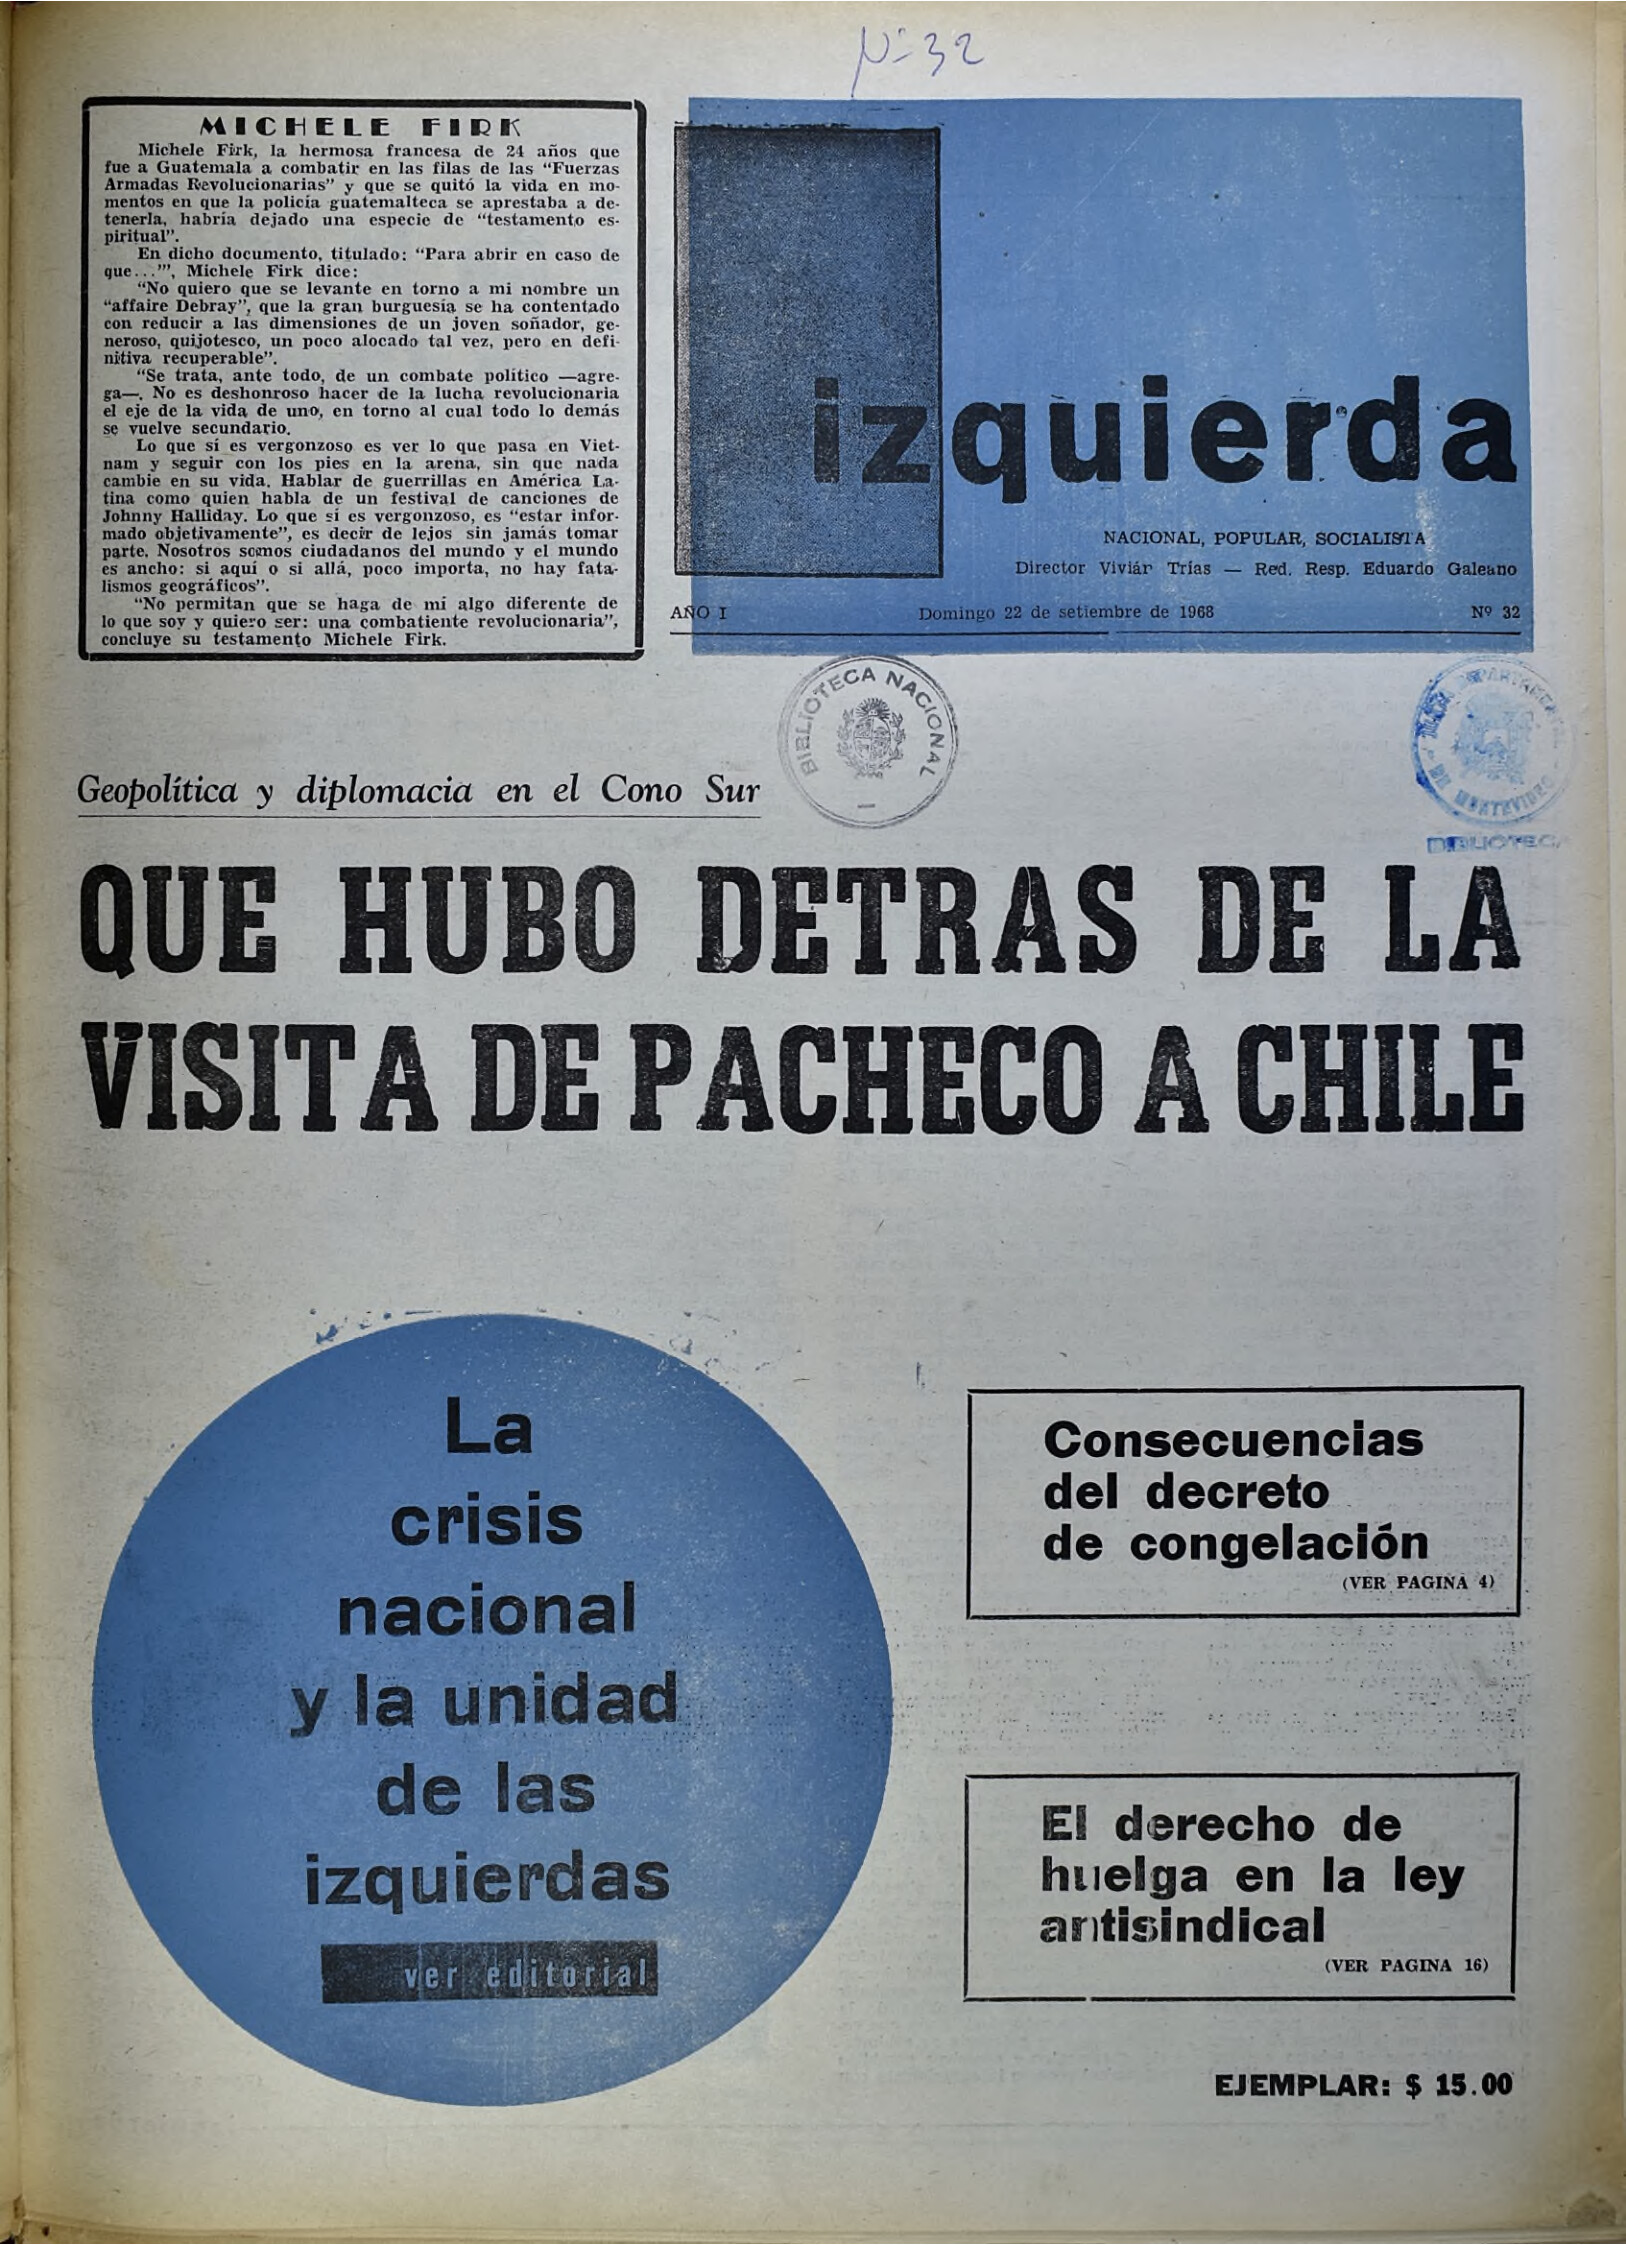 N= 32
MICHELE FIRK
Michele Firk, la hermosa francesa de 24 años que
fue a Guatemala a combatir en las filas de las “Fuerzas
Armadas Revolucionarias” y que se quitó la vida en mo-
mentos en que la policía guatemalteca se aprestaba a de-
tenerla, habría dejado una especie de “testamento es-
piritual”.
En dicho documento, titulado: “Para abrir en caso de
que...”’, Michele Firk dice:
“No quiero que se levante en torno a mi nombre un
“affaire Debray”, que la gran burguesía se ha contentado
con reducir a las dimensiones de un joven soñador, ge-
neroso, quijotesco, un poco alocado tal vez, pero en defi-
nitiva recuperable”.
“Se trata, ante todo, de un combate político —agre-
ga—. No es deshonroso hacer de la lucha revolucionaria
el eje de la vida de uno, en torno al cual todo lo demás
se vuelve secundario.
Lo que sí es vergonzoso es ver lo que pasa en Viet-
nam y seguir con los pies en la arena, sin que nada
cambie en su vida. Hablar de guerrillas en América La-
tina como quien habla de un festival de canciones de
Johnny Halliday. Lo que sí es vergonzoso, es “estar infor-
mado objetivamente”, es decir de lejos sin jamás tomar
parte. Nosotros somos ciudadanos del mundo y el mundo
es ancho: si aquí o si allá, poco importa, no hay fata-
lismos geográficos”.
“No permitan que se haga de mí algo diferente de
lo que soy y quiero ser: una combatiente revolucionaria”,
concluye su testamento Michele Firk.
izquierda
NACIONAL, POPULAR, SOCIALISTA
Director Viviár Trías — Red. Resp. Eduardo Galeano
AÑO I Domingo 22 de setiembre de 1968 Nº 32
BIBLIOTECA NACIONAL
DE MONTEVIDEO
BIBLIOTECA
Geopolítica y diplomacia en el Cono Sur
QUE HUBO DETRAS DE LA
VISITA DE PACHECO A CHILE
La
crisis
nacional
y la unidad
de las
izquierdas
ver editorial
Consecuencias
del decreto
de congelación
(VER PAGINA 4)
El derecho de
huelga en la ley
antisindical
(VER PAGINA 16)
EJEMPLAR: $ 15.00